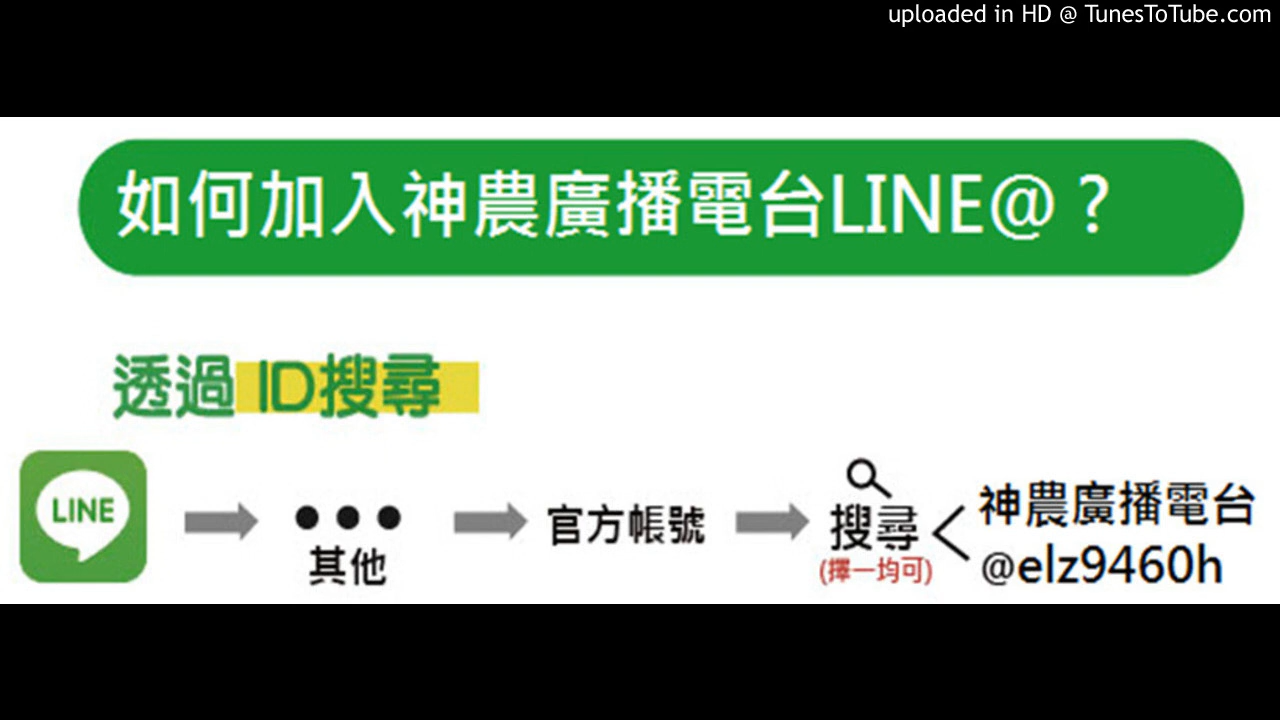 uploaded in HD @ TunesToTube.com
如何加入神農廣播電台LINE@？
透過 ID搜尋
LINE
其他
官方帳號
搜尋
(擇一均可)
神農廣播電台
@elz9460h